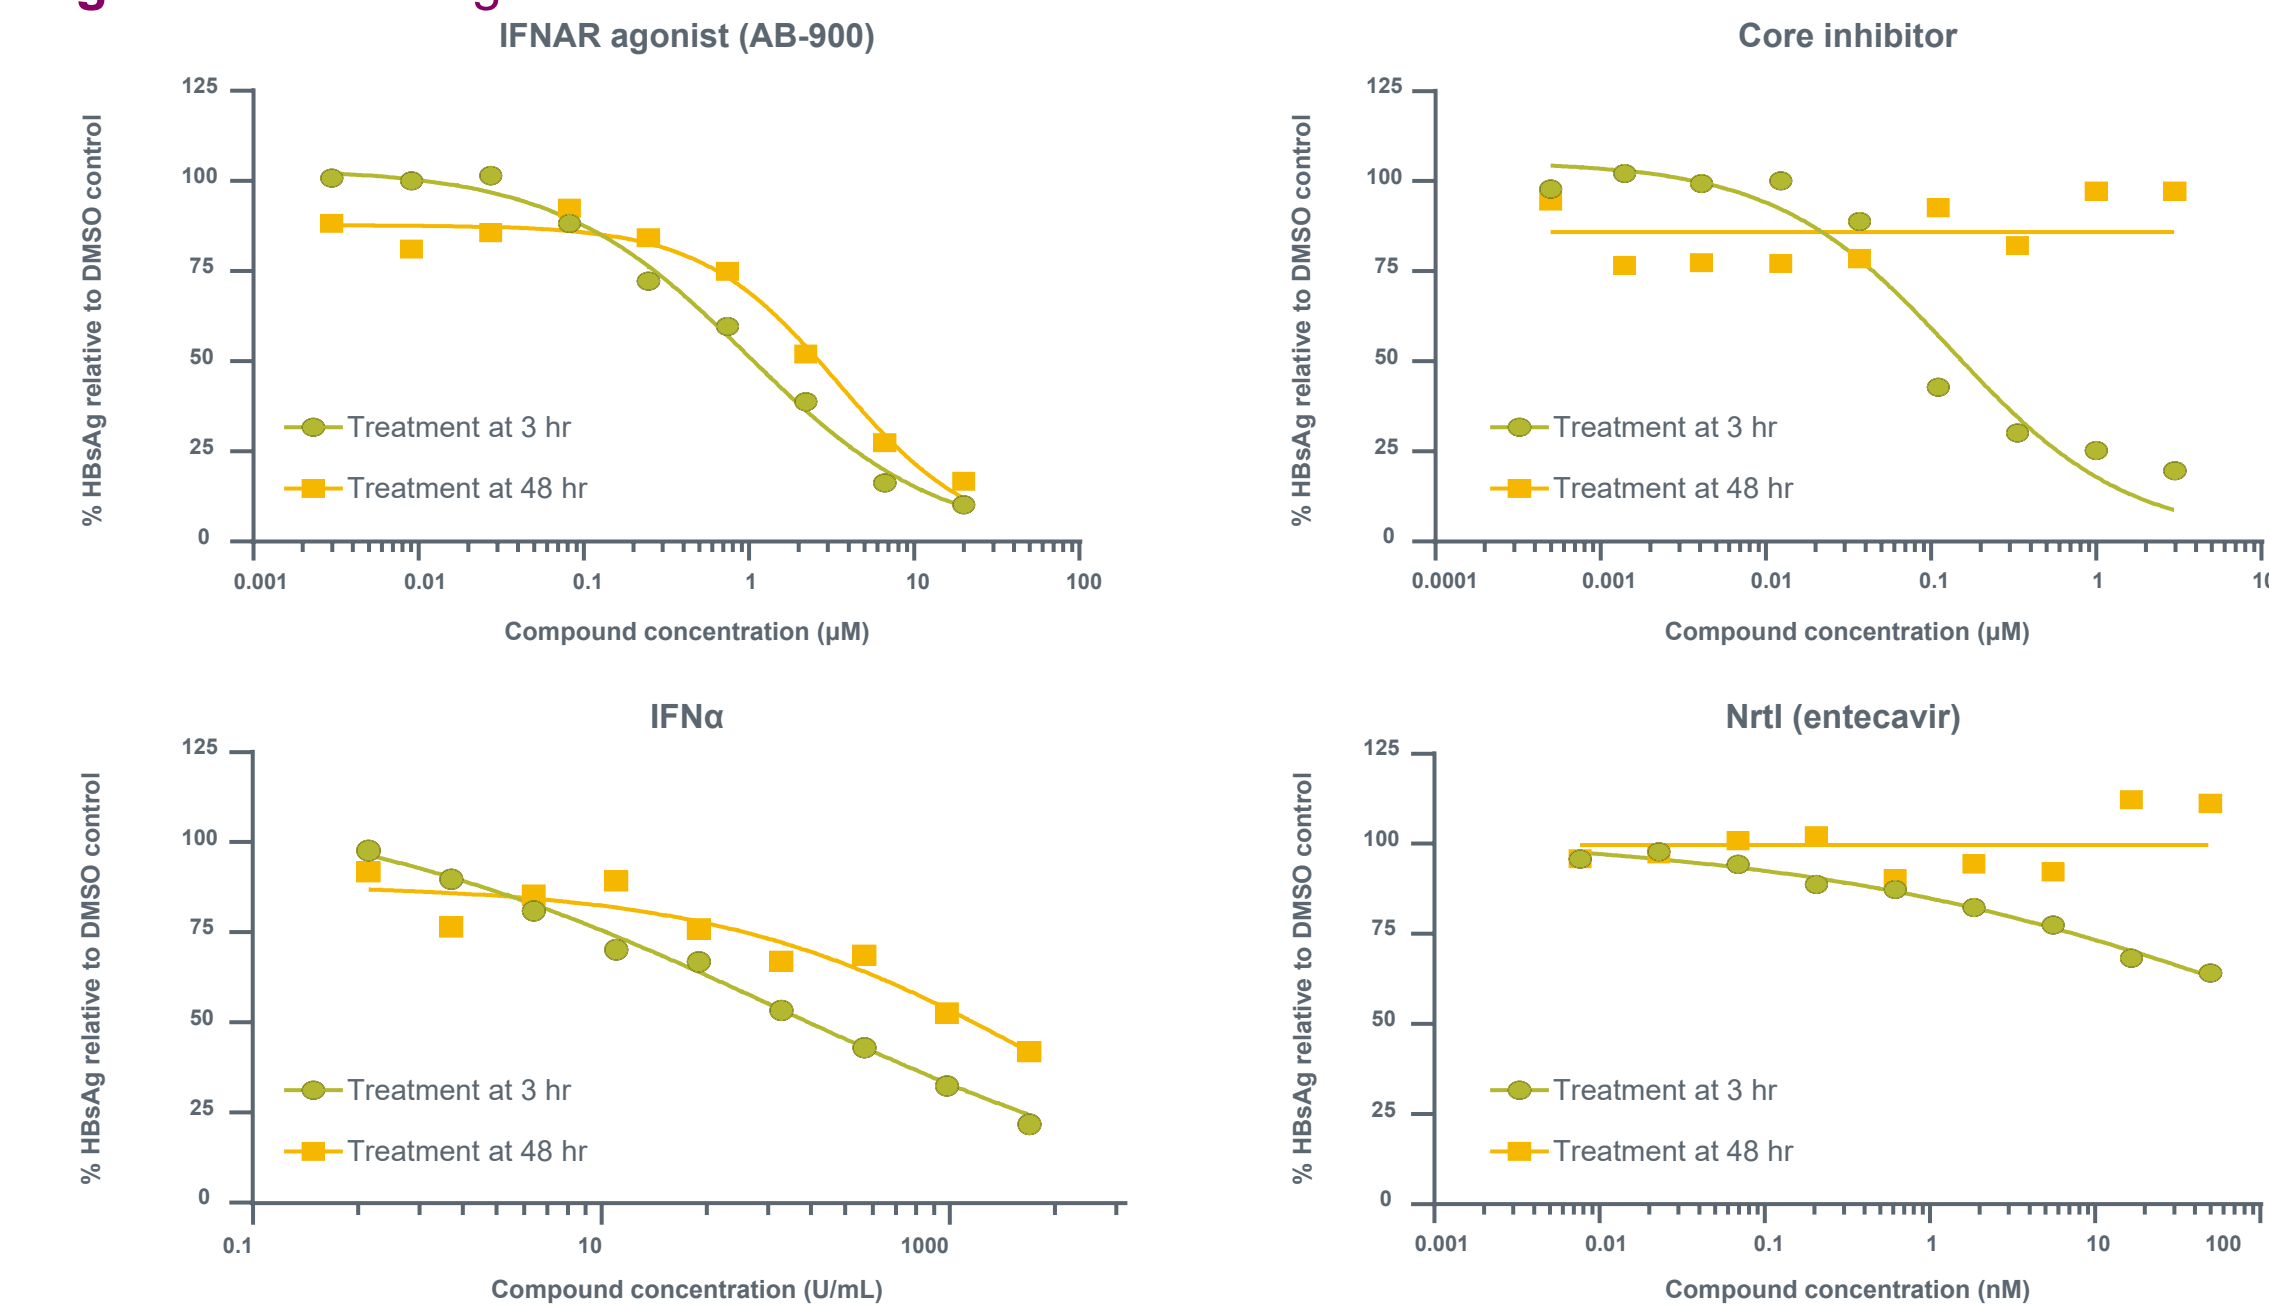 IFNAR agonist (AB-900)
% HBsAg relative to DMSO control
125
100
75
50
25
0
Treatment at 3 hr
Treatment at 48 hr
0.001 0.01 0.1 1 10 100
Compound concentration (µM)
Core inhibitor
% HBsAg relative to DMSO control
125
100
75
50
25
0
Treatment at 3 hr
Treatment at 48 hr
0.0001 0.001 0.01 0.1 1 10
Compound concentration (µM)
IFNα
% HBsAg relative to DMSO control
125
100
75
50
25
0
Treatment at 3 hr
Treatment at 48 hr
0.1 10 1000
Compound concentration (U/mL)
NrtI (entecavir)
% HBsAg relative to DMSO control
125
100
75
50
25
0
Treatment at 3 hr
Treatment at 48 hr
0.001 0.01 0.1 1 10 100
Compound concentration (nM)